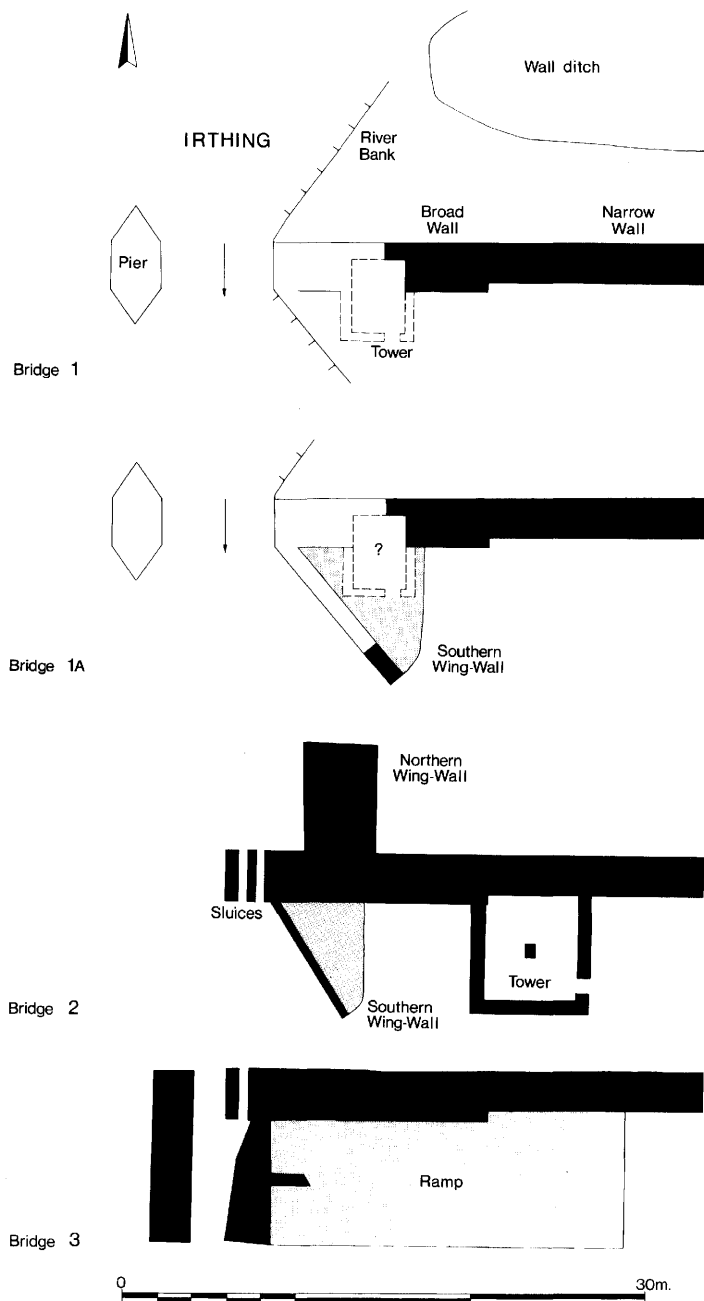 Wall ditch
IRTHING
River
Bank
Broad
Wall
Narrow
Wall
Pier
Tower
Bridge 1
?
Southern
Wing-Wall
Bridge 1A
Northern
Wing-Wall
Sluices
Tower
Southern
Wing-Wall
Bridge 2
Ramp
Bridge 3
0
30m.